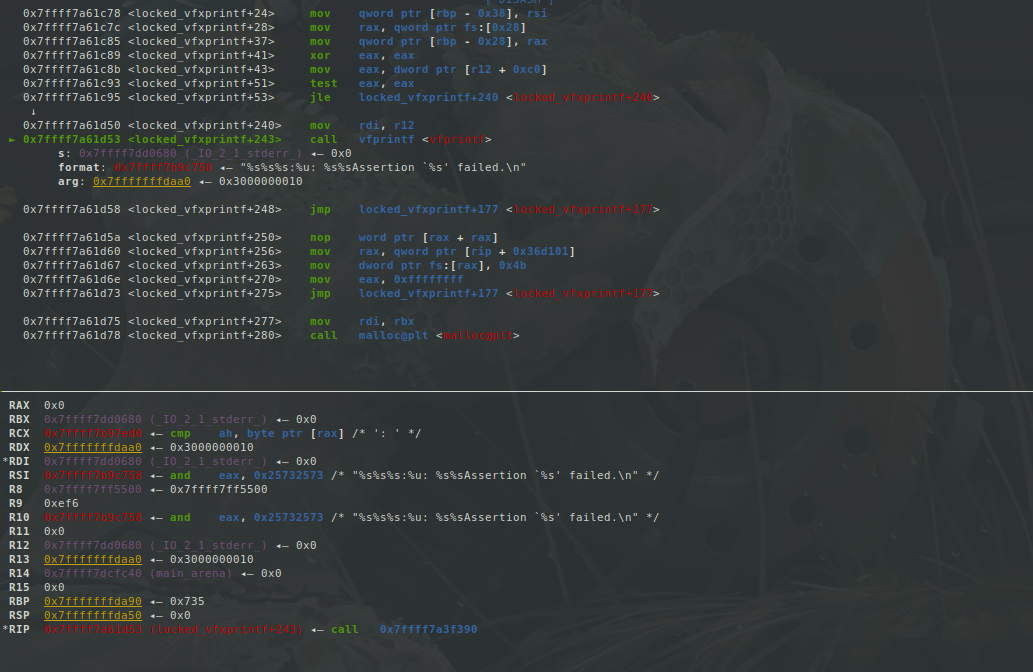 0x7ffff7a61c78 <locked_vfxprintf+24>    mov    qword ptr [rbp - 0x38], rsi
0x7ffff7a61c7c <locked_vfxprintf+28>    mov    rax, qword ptr fs:[0x28]
0x7ffff7a61c85 <locked_vfxprintf+37>    mov    qword ptr [rbp - 0x28], rax
0x7ffff7a61c89 <locked_vfxprintf+41>    xor    eax, eax
0x7ffff7a61c8b <locked_vfxprintf+43>    mov    eax, dword ptr [r12 + 0xc0]
0x7ffff7a61c93 <locked_vfxprintf+51>    test   eax, eax
0x7ffff7a61c95 <locked_vfxprintf+53>    jle    locked_vfxprintf+240 <locked_vfxprintf+240>
↓
0x7ffff7a61d50 <locked_vfxprintf+240>    mov    rdi, r12
► 0x7ffff7a61d53 <locked_vfxprintf+243>    call   vfprintf <vfprintf>
s: 0x7ffff7dd0680 (_IO_2_1_stderr_) ◂— 0x0
format: 0x7ffff7b9c768 ◂— "%s%s%s:%u: %s%sAssertion `%s' failed.\n"
arg: 0x7fffffffdaa0 ◂— 0x3000000010
0x7ffff7a61d58 <locked_vfxprintf+248>    jmp    locked_vfxprintf+177 <locked_vfxprintf+177>
0x7ffff7a61d5a <locked_vfxprintf+250>    nop    word ptr [rax + rax]
0x7ffff7a61d60 <locked_vfxprintf+256>    mov    rax, qword ptr [rip + 0x36d101]
0x7ffff7a61d67 <locked_vfxprintf+263>    mov    dword ptr fs:[rax], 0x4b
0x7ffff7a61d6e <locked_vfxprintf+270>    mov    eax, 0xffffffff
0x7ffff7a61d73 <locked_vfxprintf+275>    jmp    locked_vfxprintf+177 <locked_vfxprintf+177>
0x7ffff7a61d75 <locked_vfxprintf+277>    mov    rdi, rbx
0x7ffff7a61d78 <locked_vfxprintf+280>    call   malloc@plt <malloc@plt>
RAX  0x0
RBX  0x7ffff7dd0680 (_IO_2_1_stderr_) ◂— 0x0
RCX  ◂— cmp    ah, byte ptr [rax] /* ': ' */
RDX  0x7fffffffdaa0 ◂— 0x3000000010
*RDI  0x7ffff7dd0680 (_IO_2_1_stderr_) ◂— 0x0
RSI  0x7ffff7b9c768 ◂— and    eax, 0x25732573 /* "%s%s%s:%u: %s%sAssertion `%s' failed.\n" */
R8  0x7ffff7ff5500 ◂— 0x7ffff7ff5500
R9  0xef6
R10  0x7ffff7b9c768 ◂— and    eax, 0x25732573 /* "%s%s%s:%u: %s%sAssertion `%s' failed.\n" */
R11  0x0
R12  0x7ffff7dd0680 (_IO_2_1_stderr_) ◂— 0x0
R13  0x7fffffffdaa0 ◂— 0x3000000010
R14  0x7ffff7dcfc40 (main_arena) ◂— 0x0
R15  0x0
RBP  0x7fffffffda90 ◂— 0x735
RSP  0x7fffffffda50 ◂— 0x0
*RIP  0x7ffff7a61d53 (locked_vfxprintf+243) ◂— call   0x7ffff7a3f390